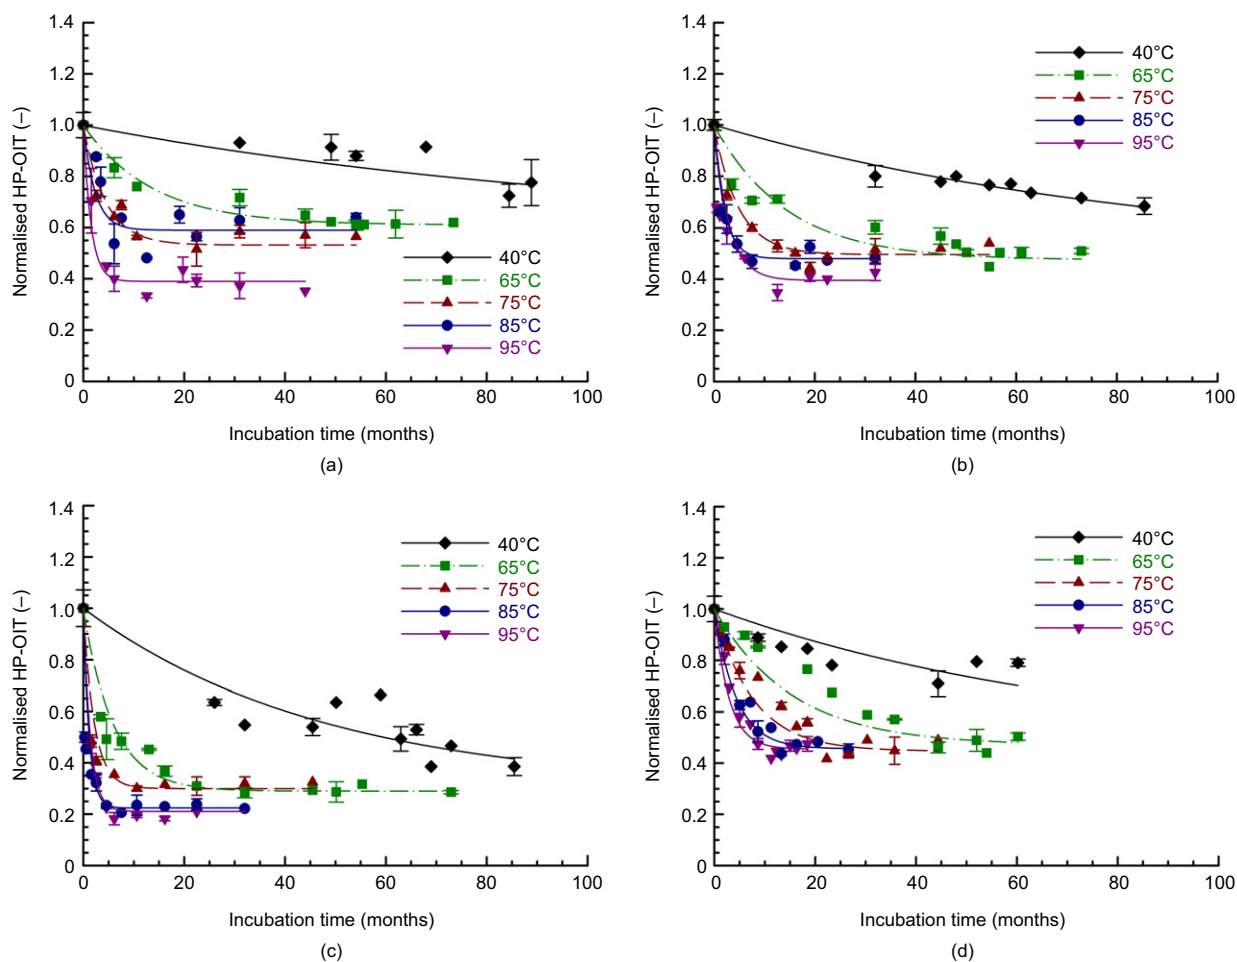 1.4
1.2
1.0
0.8
0.6
0.4
0.2
0
Normalised HP-OIT (–)
40°C
65°C
75°C
85°C
95°C
0 20 40 60 80 100
Incubation time (months)
(a)
1.4
1.2
1.0
0.8
0.6
0.4
0.2
0
Normalised HP-OIT (–)
40°C
65°C
75°C
85°C
95°C
0 20 40 60 80 100
Incubation time (months)
(b)
1.4
1.2
1.0
0.8
0.6
0.4
0.2
0
Normalised HP-OIT (–)
40°C
65°C
75°C
85°C
95°C
0 20 40 60 80 100
Incubation time (months)
(c)
1.4
1.2
1.0
0.8
0.6
0.4
0.2
0
Normalised HP-OIT (–)
40°C
65°C
75°C
85°C
95°C
0 20 40 60 80 100
Incubation time (months)
(d)